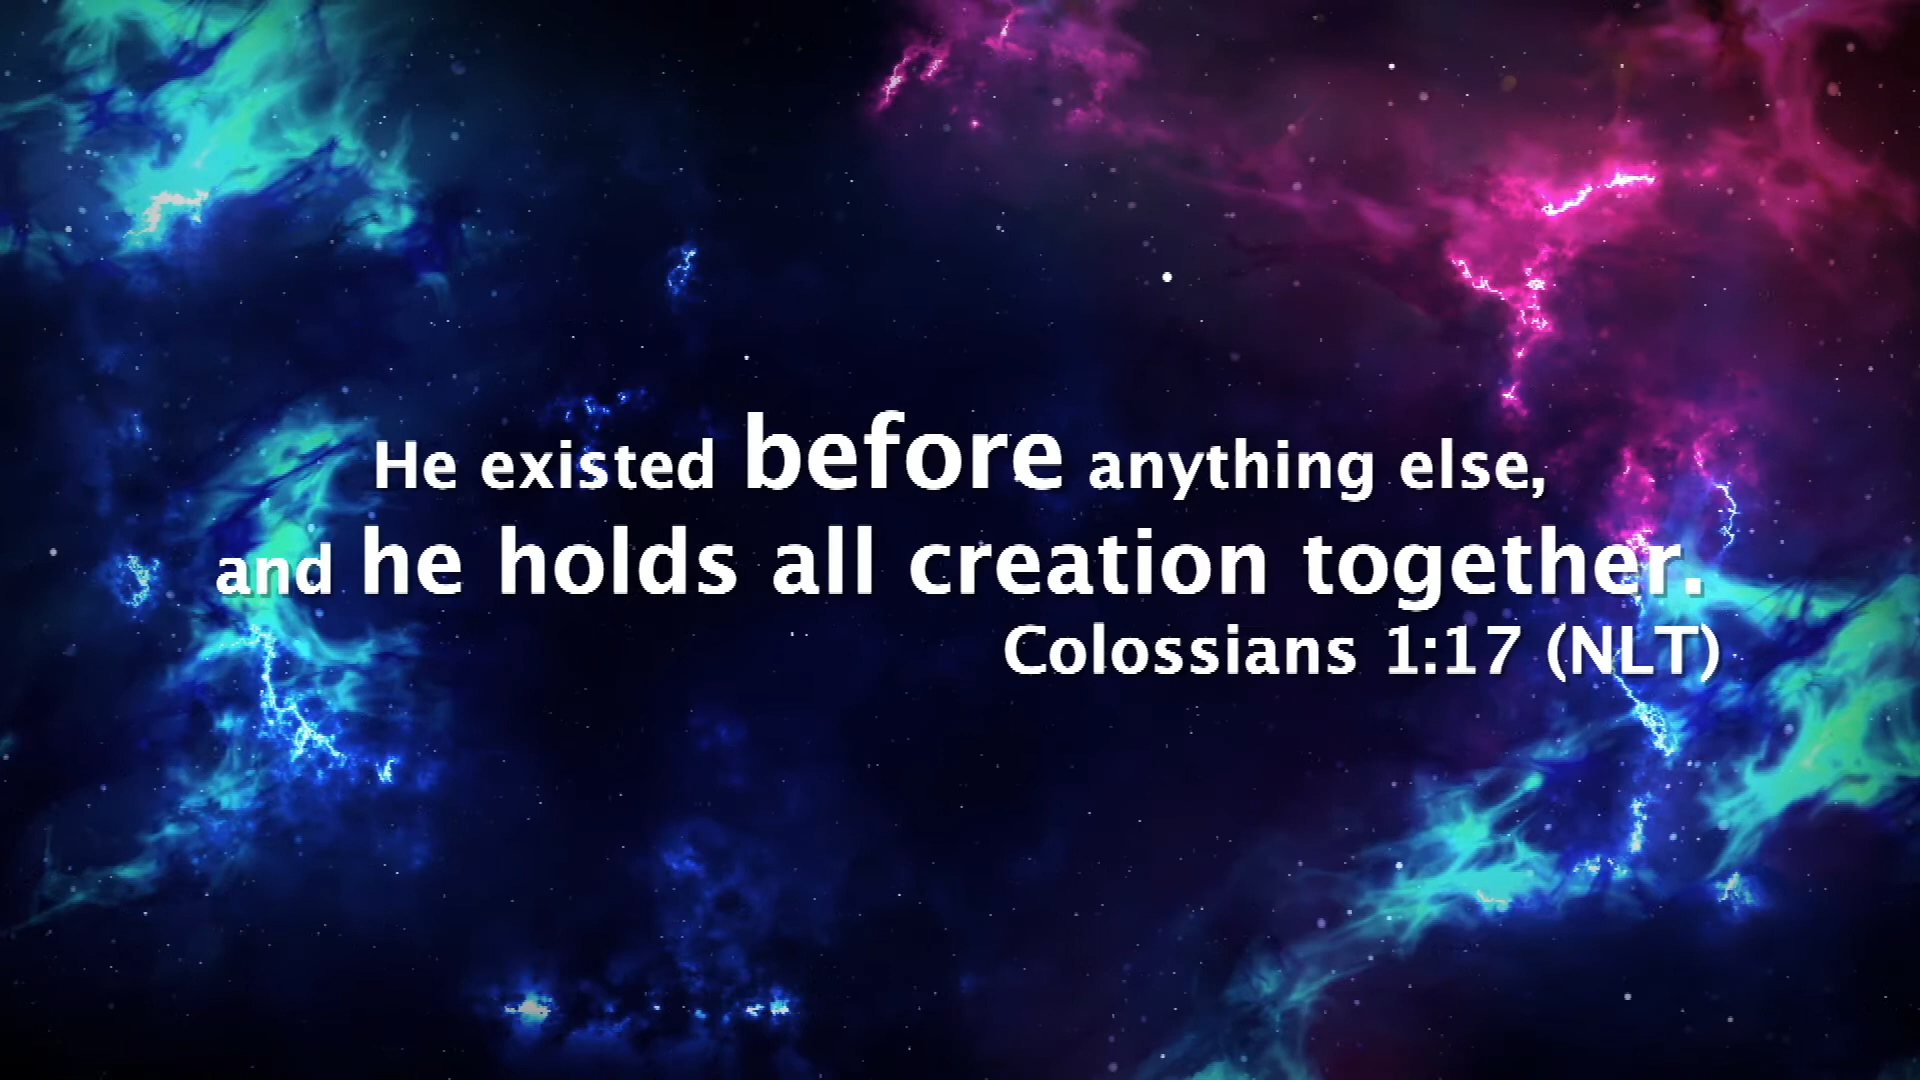 He existed before anything else,
and he holds all creation together.
Colossians 1:17 (NLT)